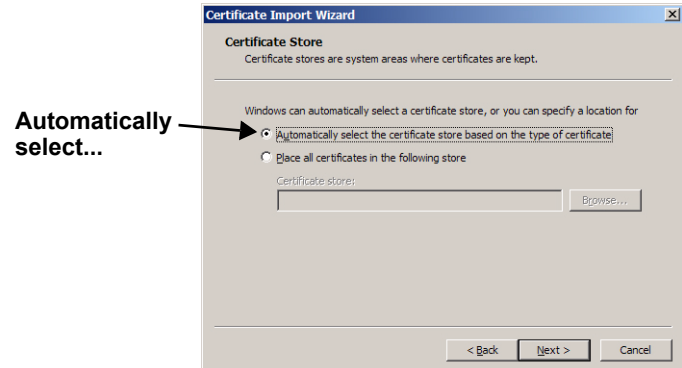 Certificate Import Wizard
Certificate Store
Certificate stores are system areas where certificates are kept.
Windows can automatically select a certificate store, or you can specify a location for
Automatically
select...
Automatically select the certificate store based on the type of certificate
Place all certificates in the following store
Certificate store:
Browse...
< Back
Next >
Cancel